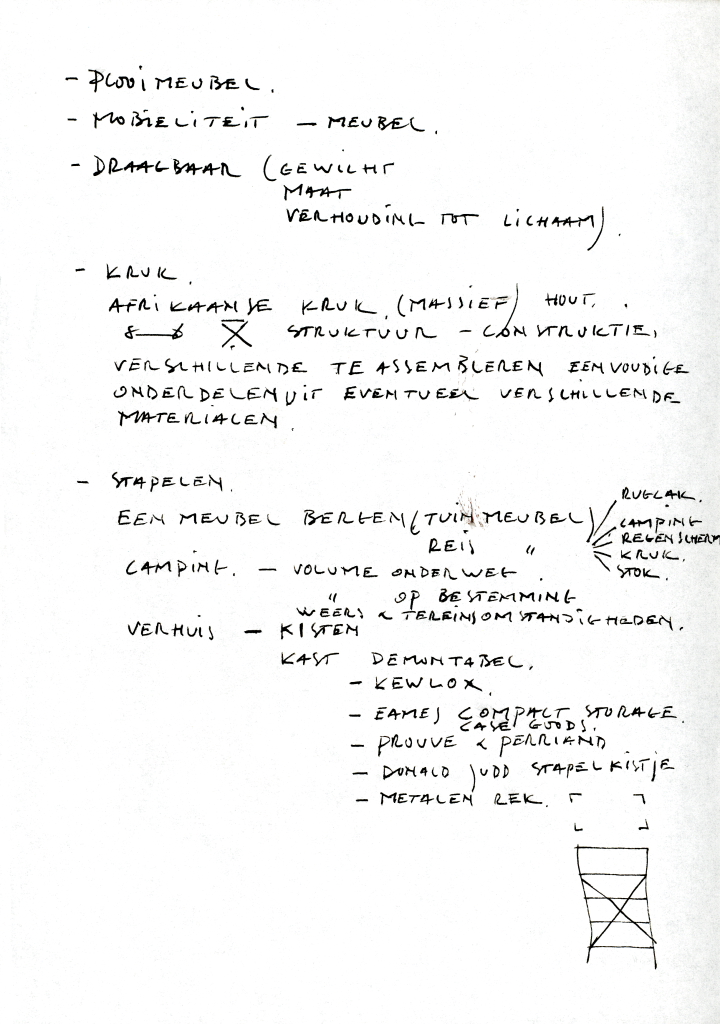 - PLOOIMEUBEL.
- MOBIELITEIT - MEUBEL.
- DRAAGBAAR (GEWICHT
MAAT
VERHOUDING TOT LICHAAM).
- KRUK.
AFRIKAANSE KRUK. (MASSIEF) HOUT.
STRUKTUUR - CONSTRUKTIE,
VERSCHILLENDE TE ASSEMBLEREN EENVOUDIGE
ONDERDELEN UIT EVENTUEEL VERSCHILLENDE
MATERIALEN.
- STAPELEN.
EEN MEUBEL BERGEN (TUINMEUBEL)
REIS "
RUGZAK.
CAMPING
REGENSCHERM
KRUK.
STOK.
CAMPING. - VOLUME ONDERWEG.
" OP BESTEMMING
WEERS & TEREINSOMSTANDIGHEDEN.
VERHUIS - KISTEN
KAST DEMONTABEL.
- KEWLOX.
- EAMES COMPACT STORAGE.
CASE GOODS.
- PROUVE & PERRIAND
- DONALD JUDD STAPELKISTJE
- METALEN REK.